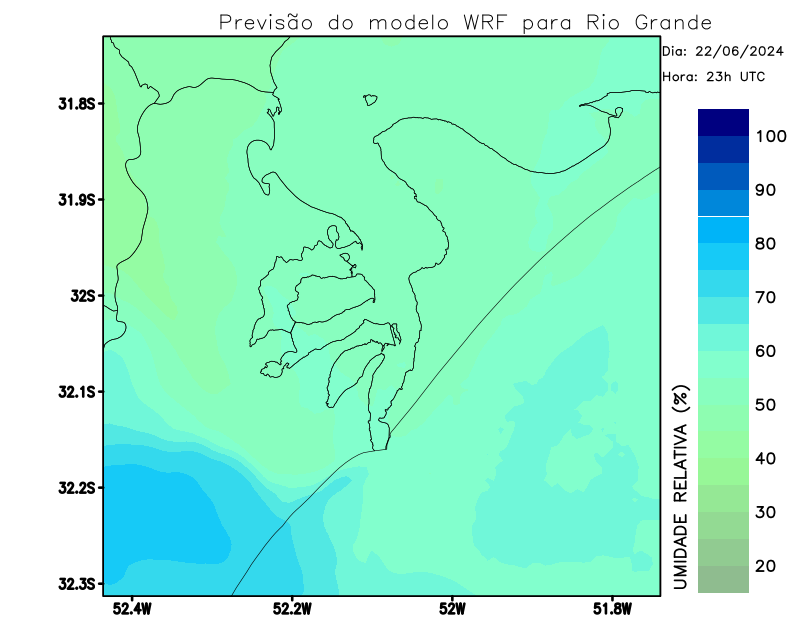 Previsão do modelo WRF para Rio Grande
Dia: 22/06/2024
Hora: 23h UTC
31.8S
31.9S
32S
32.1S
32.2S
32.3S
52.4W
52.2W
52W
51.8W
100
90
80
70
60
50
40
30
20
UMIDADE RELATIVA (%)